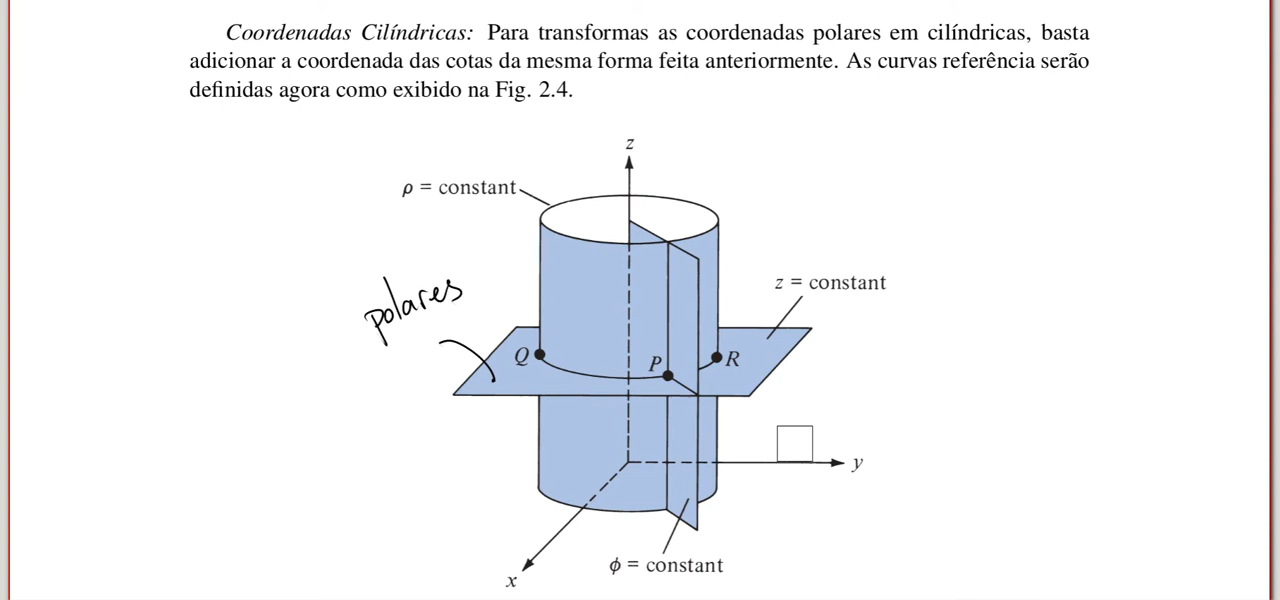 Coordenadas Cilíndricas: Para transformas as coordenadas polares em cilíndricas, basta
adicionar a coordenada das cotas da mesma forma feita anteriormente. As curvas referência serão
definidas agora como exibido na Fig. 2.4.
z
ρ = constant
z = constant
polares
Q
P
R
y
ϕ = constant
x